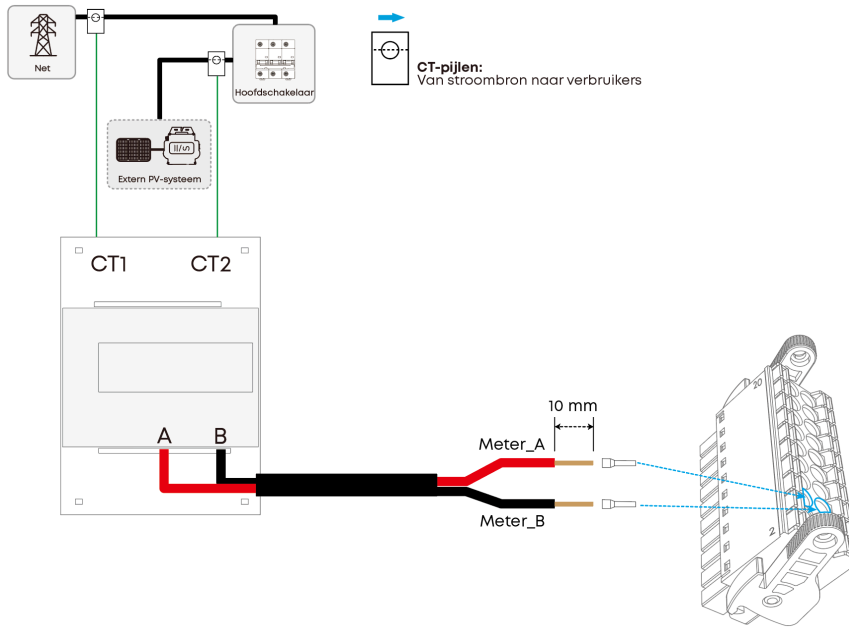 Net
Hoofdschakelaar
Extern PV-systeem
CT-pijlen:
Van stroombron naar verbruikers
CT1
CT2
A
B
10 mm
Meter_A
Meter_B
20
2